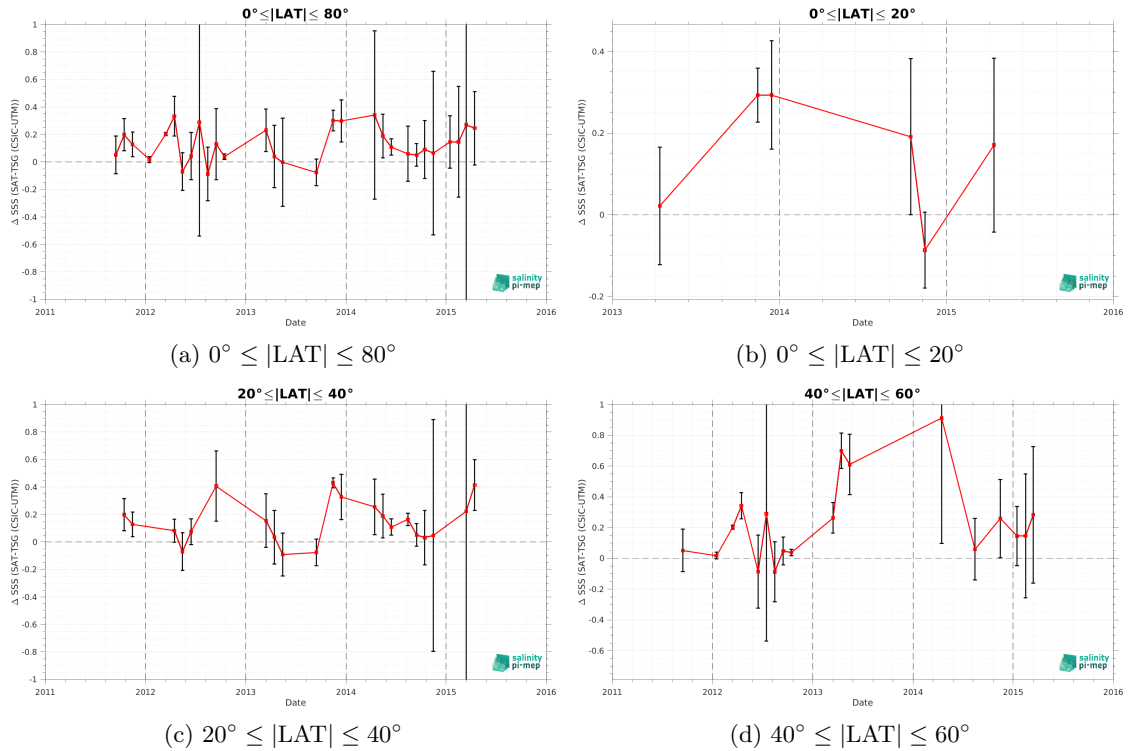 0°≤|LAT|≤ 80°
1
0.8
0.6
0.4
0.2
0
-0.2
-0.4
-0.6
-0.8
-1
Δ SSS (SAT-TSG (CSIC-UTM))
2011 2012 2013 2014 2015 2016
Date
salinity
pi-mep
(a) 0° ≤ |LAT| ≤ 80°
0°≤|LAT|≤ 20°
0.4
0.2
0
-0.2
Δ SSS (SAT-TSG (CSIC-UTM))
2013 2014 2015 2016
Date
salinity
pi-mep
(b) 0° ≤ |LAT| ≤ 20°
20°≤|LAT|≤ 40°
1
0.8
0.6
0.4
0.2
0
-0.2
-0.4
-0.6
-0.8
-1
Δ SSS (SAT-TSG (CSIC-UTM))
2011 2012 2013 2014 2015 2016
Date
salinity
pi-mep
(c) 20° ≤ |LAT| ≤ 40°
40°≤|LAT|≤ 60°
1
0.8
0.6
0.4
0.2
0
-0.2
-0.4
-0.6
Δ SSS (SAT-TSG (CSIC-UTM))
2011 2012 2013 2014 2015 2016
Date
salinity
pi-mep
(d) 40° ≤ |LAT| ≤ 60°